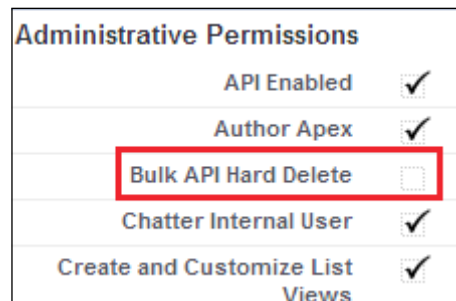 Administrative Permissions
API Enabled
Author Apex
Bulk API Hard Delete
Chatter Internal User
Create and Customize List
Views